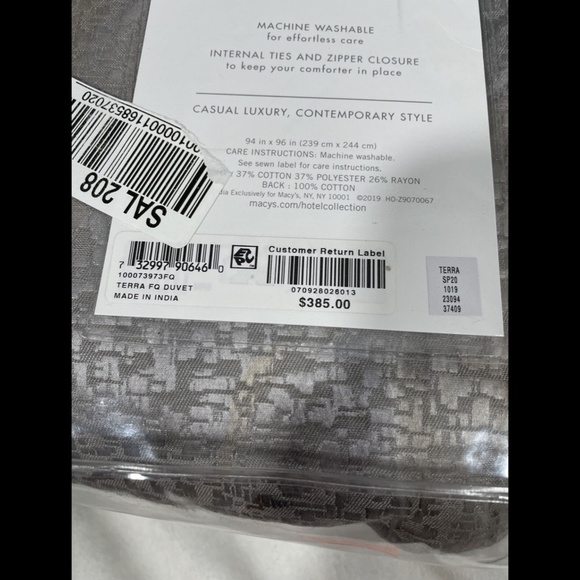 MACHINE WASHABLE
for effortless care
INTERNAL TIES AND ZIPPER CLOSURE
to keep your comforter in place
CASUAL LUXURY, CONTEMPORARY STYLE
94 in x 96 in (239 cm x 244 cm)
CARE INSTRUCTIONS: Machine washable.
See sewn label for care instructions.
37% COTTON 37% POLYESTER 26% RAYON
BACK : 100% COTTON
Exclusively for Macy's, NY, NY 10001 ©2019 HO-Z9070067
macys.com/hotelcollection
SAL 208
7 32997 90646 0
100073973FQ
TERRA FQ DUVET
MADE IN INDIA
Customer Return Label
070928028013
$385.00
TERRA
SP20
1019
23094
37409